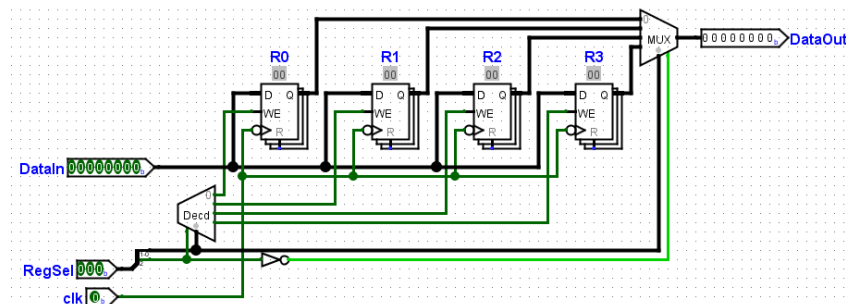 0
MUX
00000000 b
DataOut
R0
R1
R2
R3
00
00
00
00
D Q
D Q
D Q
D Q
WE
WE
WE
WE
R
R
R
R
DataIn
00000000 b
0
Decd
RegSel
000 b
2
clk
0 b